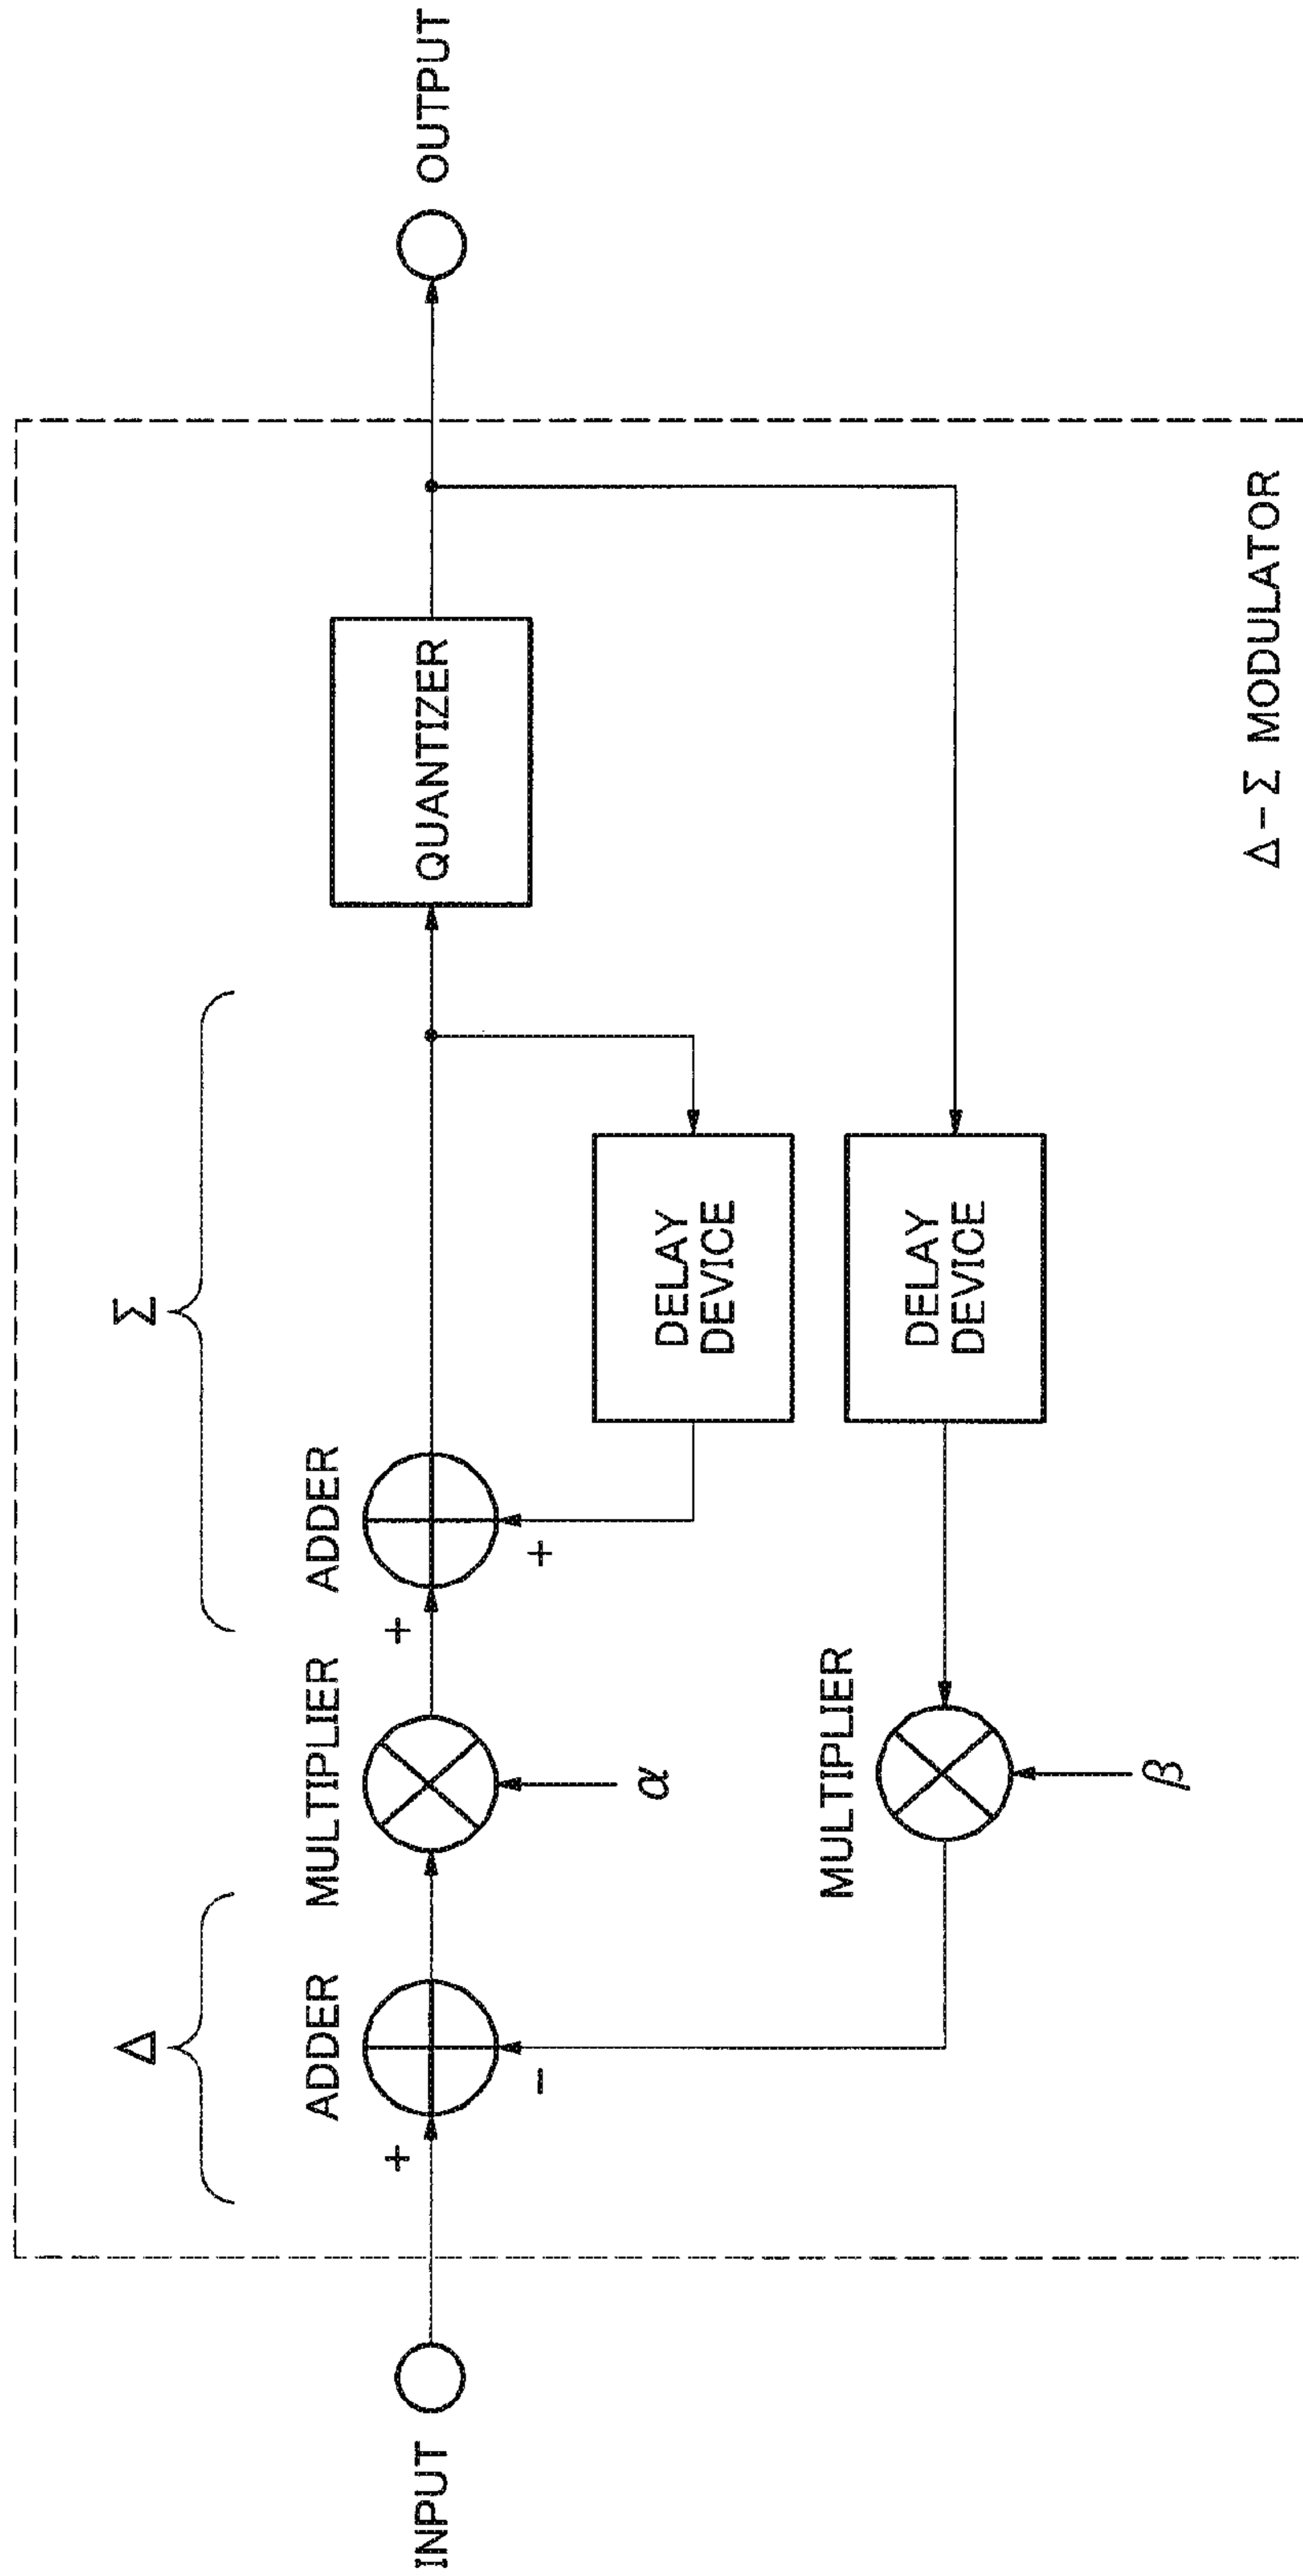 Δ
Σ
ADDER
MULTIPLIER
ADDER
+
+
INPUT
QUANTIZER
OUTPUT
-
α
+
DELAY
DEVICE
MULTIPLIER
DELAY
DEVICE
β
Δ-Σ MODULATOR